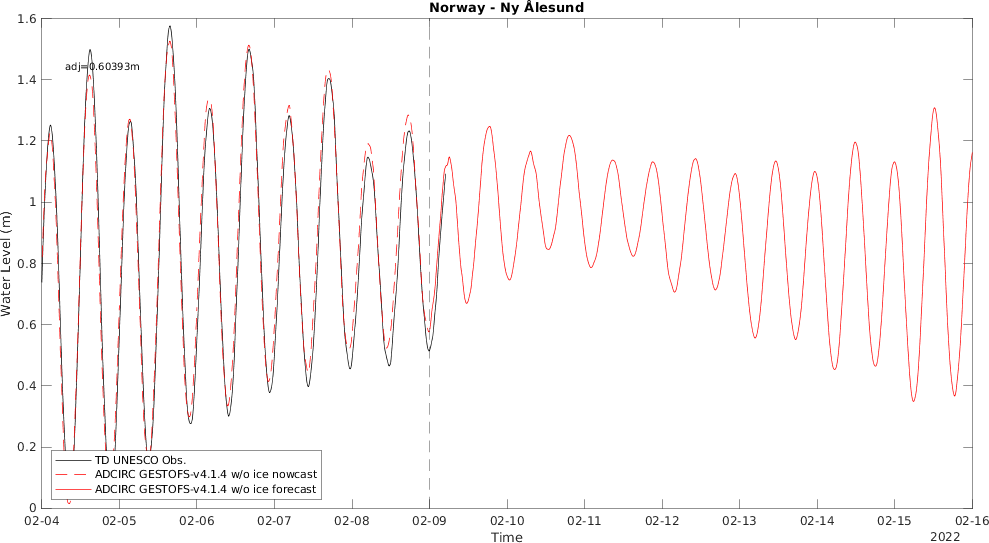 Norway - Ny Ålesund
1.6
1.4
1.2
1
0.8
0.6
0.4
0.2
0
Water Level (m)
adj=0.60393m
TD UNESCO Obs.
ADCIRC GESTOFS-v4.1.4 w/o ice nowcast
ADCIRC GESTOFS-v4.1.4 w/o ice forecast
02-04 02-05 02-06 02-07 02-08 02-09 02-10 02-11 02-12 02-13 02-14 02-15 02-16
Time
2022